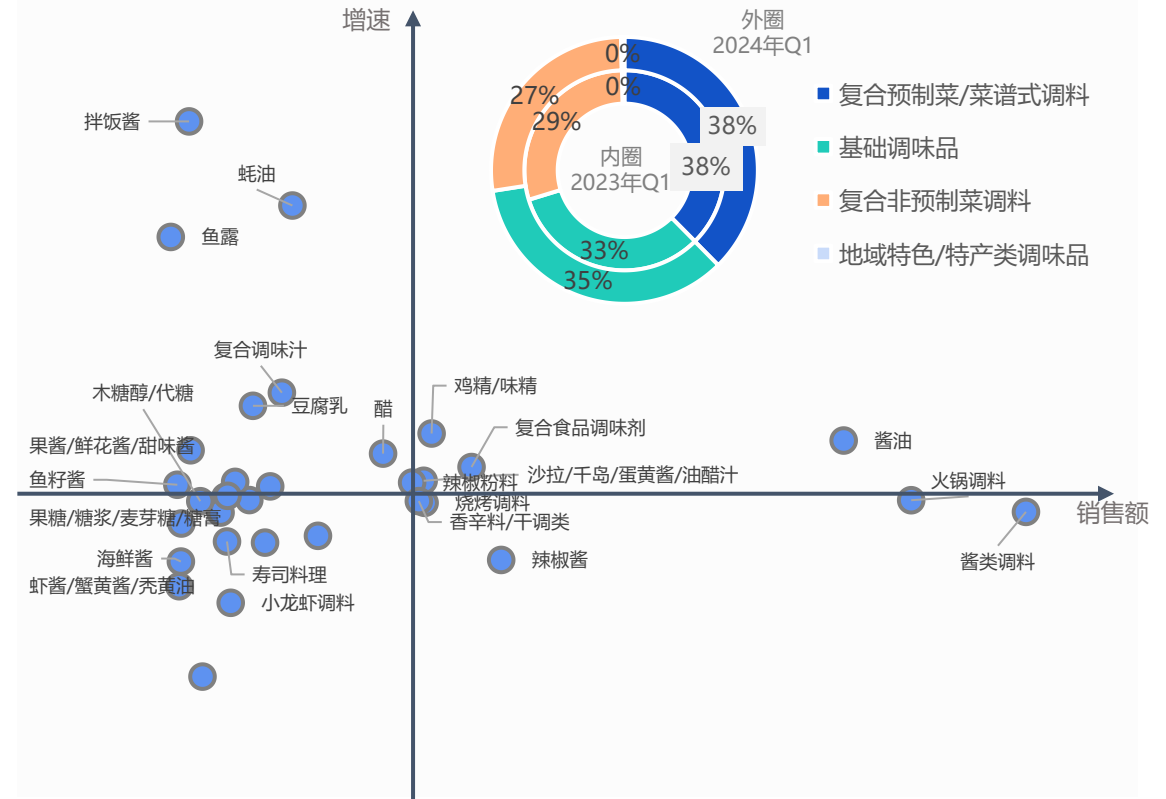 增速
外圈
2024年Q1
0%
0%
27%
29%
38%
38%
内圈
2023年Q1
33%
35%
复合预制菜/菜谱式调料
基础调味品
复合非预制菜调料
地域特色/特产类调味品
拌饭酱
蚝油
鱼露
复合调味汁
木糖醇/代糖
豆腐乳
醋
鸡精/味精
复合食品调味剂
酱油
果酱/鲜花酱/甜味酱
鱼籽酱
辣椒粉料
沙拉/千岛/蛋黄酱/油醋汁
火锅调料
烧烤调料
销售额
果糖/糖浆/麦芽糖/糖膏
香辛料/干调类
海鲜酱
辣椒酱
酱类调料
寿司料理
虾酱/蟹黄酱/秃黄油
小龙虾调料